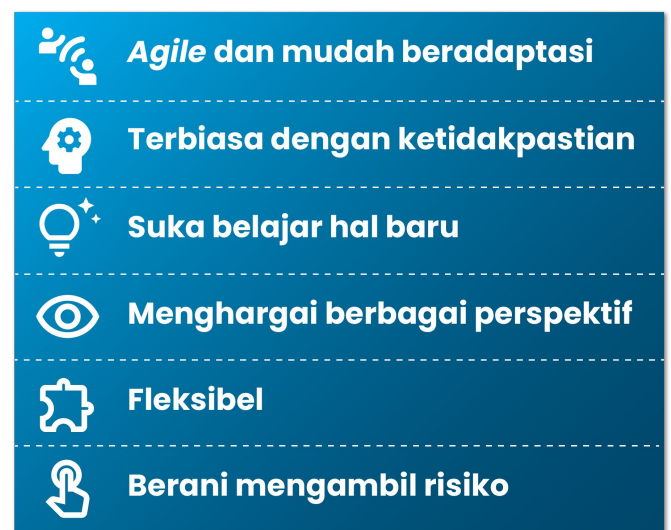 Agile dan mudah beradaptasi
Terbiasa dengan ketidakpastian
Suka belajar hal baru
Menghargai berbagai perspektif
Fleksibel
Berani mengambil risiko